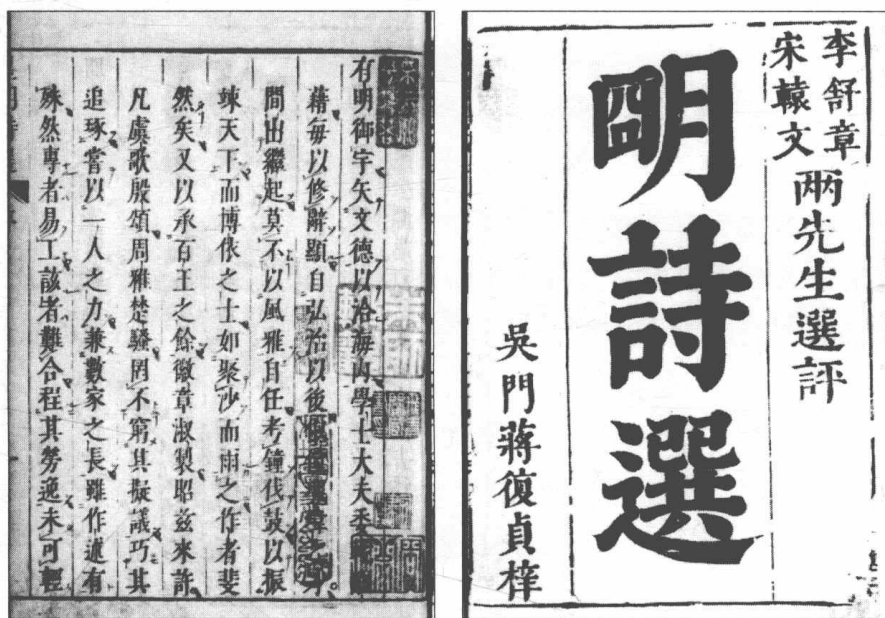 李舒章
宋轅文
兩先生選評
朙詩選
吳門蔣復貞梓
有明御宇矢文德以洽海內學士大夫
藉每以修辭顯自弘治以後
間出繼起莫不以風雅自任考鐘伐鼓以振
竦天下而博依之士如聚沙而雨之作者斐
然矣又以承百王之餘徽章淑製昭茲來許
凡虞歌殷頌周雅楚騷罔不窮其擬議巧其
追琢嘗以一人之力兼數家之長雖作述有
殊然專者易工該者難合程其勞逸未可輕